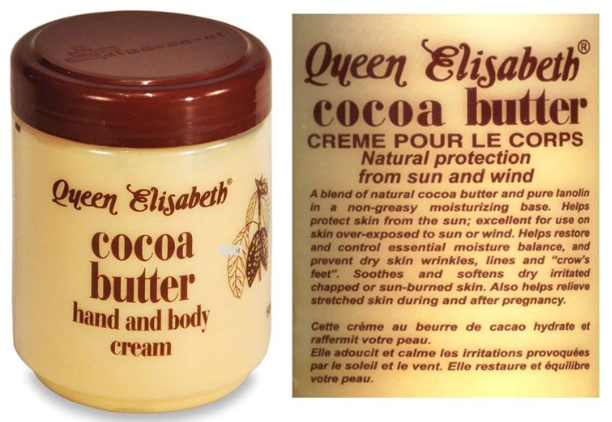 Queen Elisabeth®
cocoa
butter
hand and body
cream
Queen Elisabeth®
cocoa butter
CREME POUR LE CORPS
Natural protection
from sun and wind
A blend of natural cocoa butter and pure lanolin
in a non-greasy moisturizing base. Helps
protect skin from the sun; excellent for use on
skin over-exposed to sun or wind. Helps restore
and control essential moisture balance, and
prevent dry skin wrinkles, lines and "crow's
feet". Soothes and softens dry irritated
chapped or sun-burned skin. Also helps relieve
stretched skin during and after pregnancy.
Cette crème au beurre de cacao hydrate et
raffermit votre peau.
Elle adoucit et calme les irritations provoquées
par le soleil et le vent. Elle restaure et équilibre
votre peau.